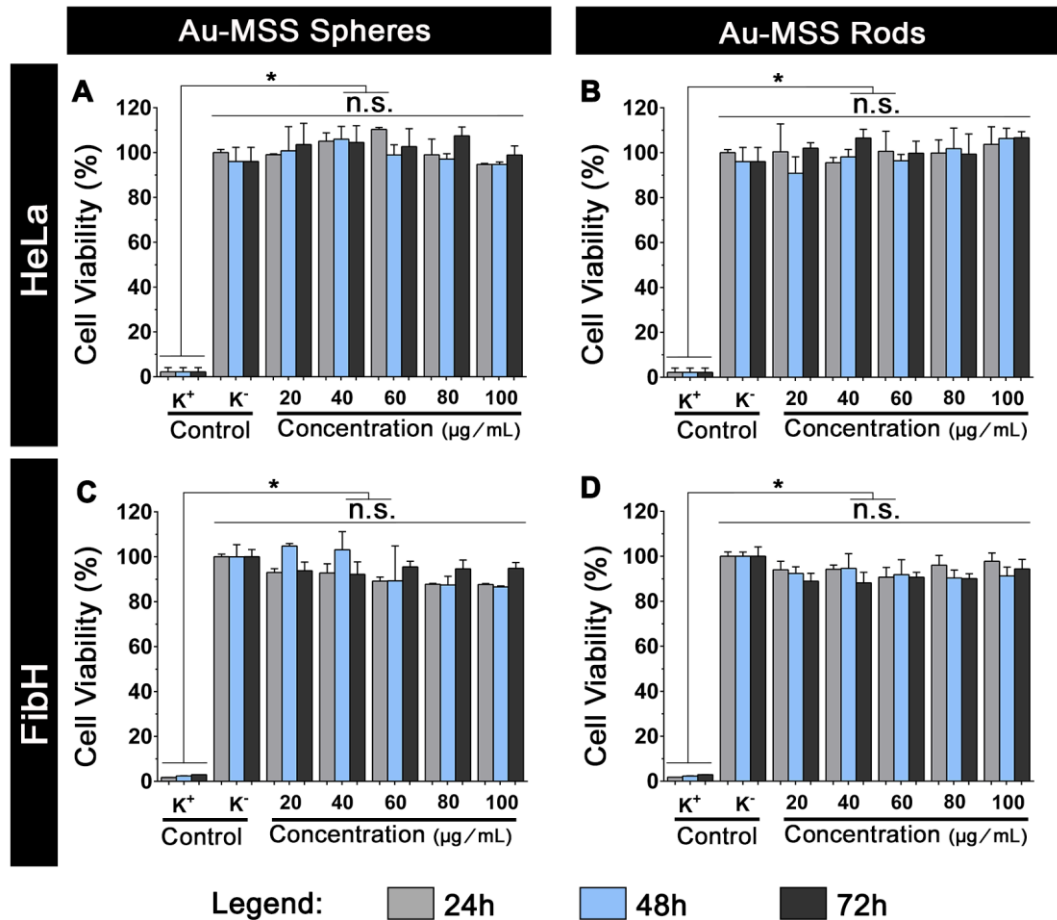 Au-MSS Spheres
Au-MSS Rods
HeLa
A
*
n.s.
Cell Viability (%)
120
100
80
60
40
20
0
K⁺ K⁻ 20 40 60 80 100
Control Concentration (µg/mL)
B
*
n.s.
Cell Viability (%)
120
100
80
60
40
20
0
K⁺ K⁻ 20 40 60 80 100
Control Concentration (µg/mL)
FibH
C
*
n.s.
Cell Viability (%)
120
100
80
60
40
20
0
K⁺ K⁻ 20 40 60 80 100
Control Concentration (µg/mL)
D
*
n.s.
Cell Viability (%)
120
100
80
60
40
20
0
K⁺ K⁻ 20 40 60 80 100
Control Concentration (µg/mL)
Legend: 24h 48h 72h